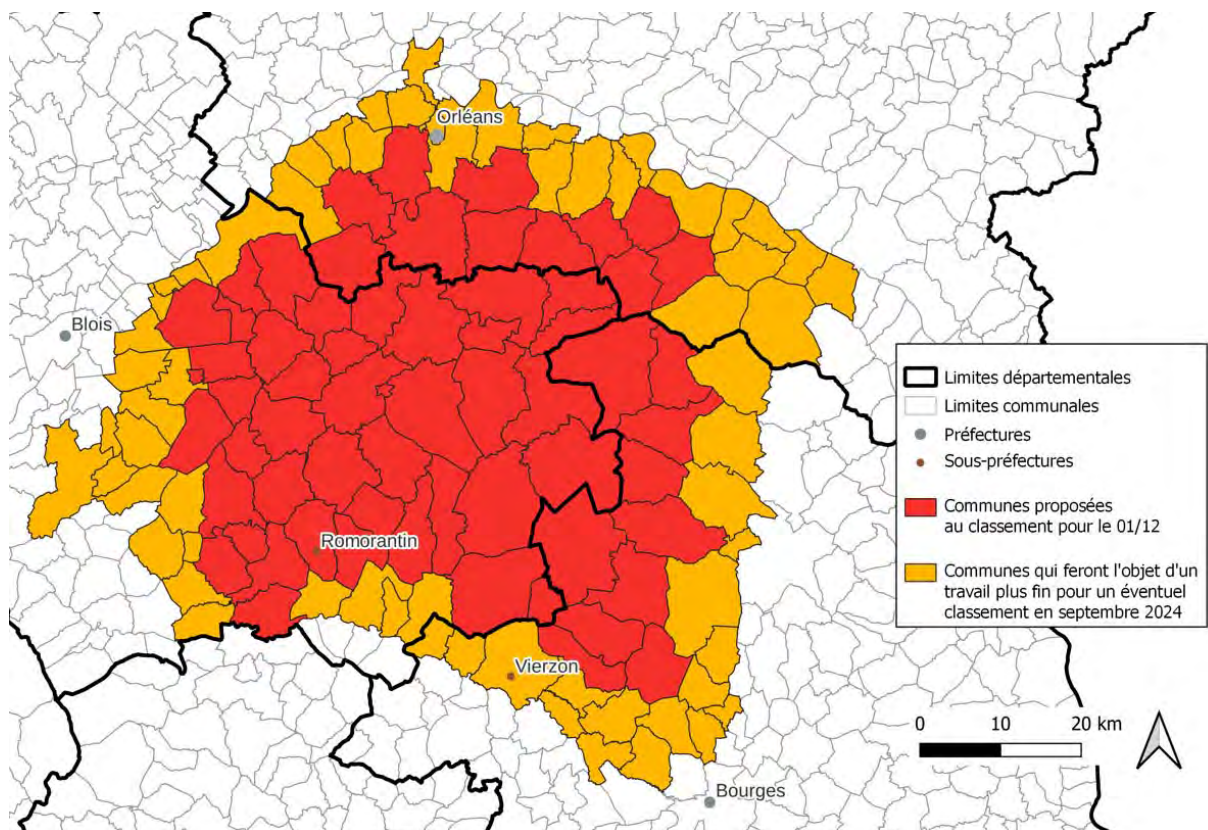 Orléans
Blois
Romorantin
Vierzon
Bourges
Limites départementales
Limites communales
Préfectures
Sous-préfectures
Communes proposées
au classement pour le 01/12
Communes qui feront l'objet d'un
travail plus fin pour un éventuel
classement en septembre 2024
0 10 20 km